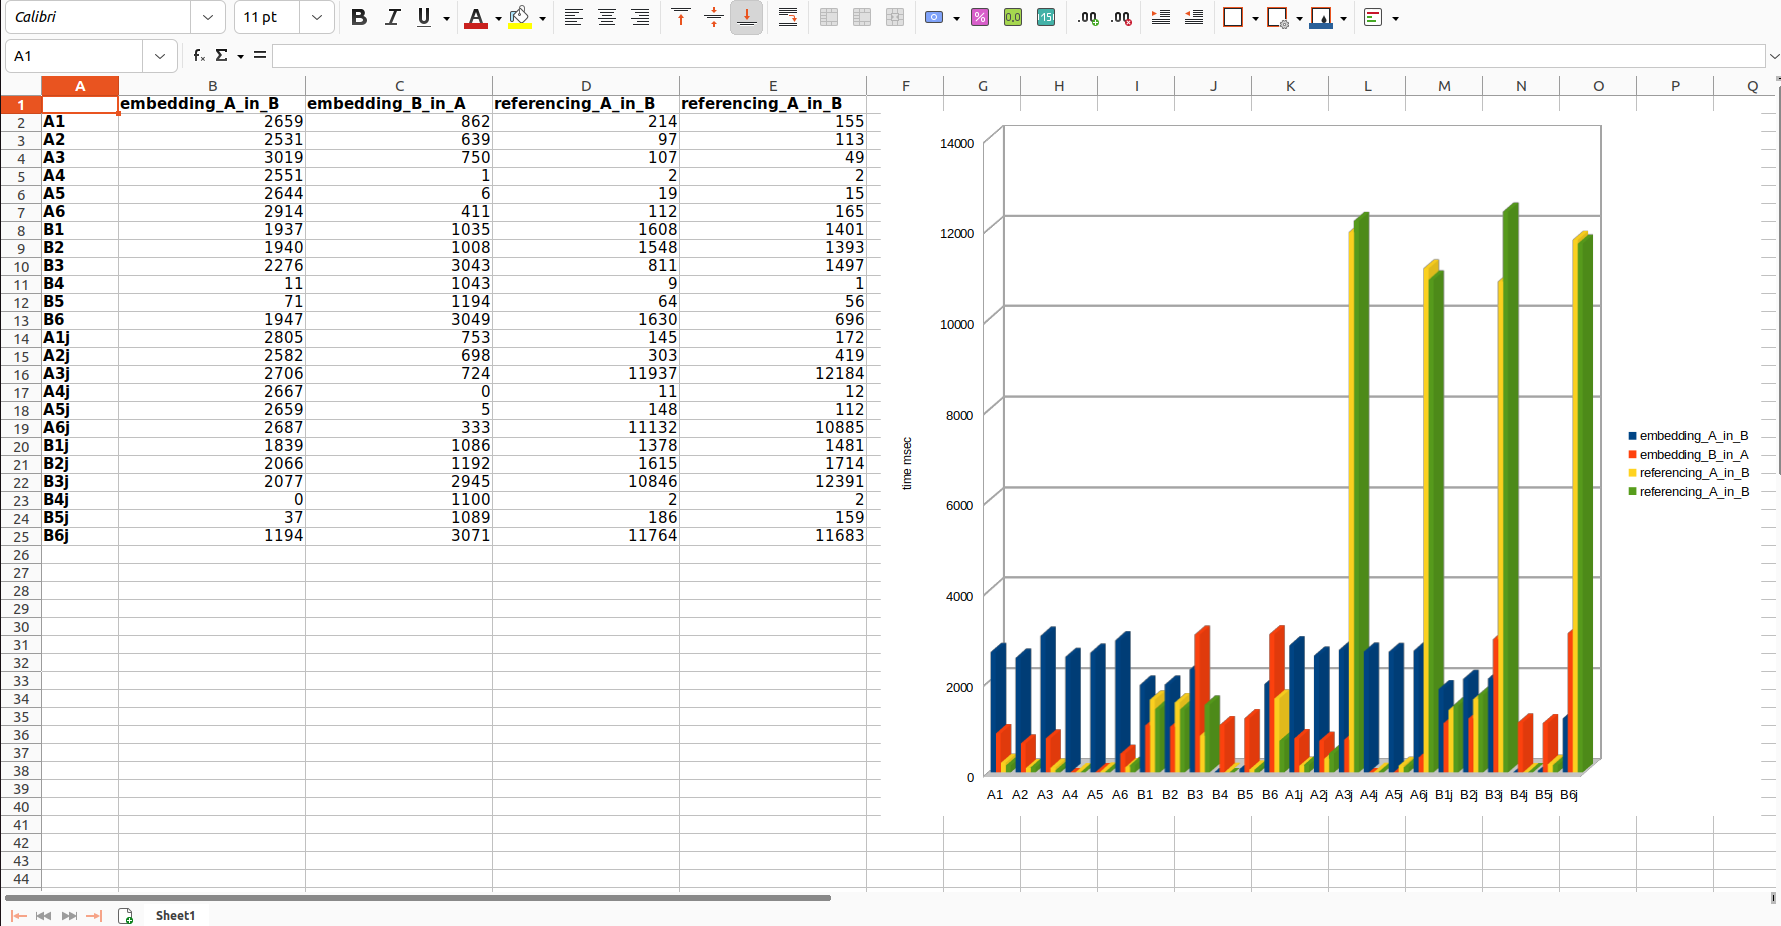 Calibri 11 pt B I U A .00 .00
A1 fx Σ =
A B C D E F G H I J K L M N O P Q
1 embedding_A_in_B embedding_B_in_A referencing_A_in_B referencing_A_in_B
2 A1 2659 862 214 155
3 A2 2531 639 97 113
4 A3 3019 750 107 49
5 A4 2551 1 2 2
6 A5 2644 6 19 15
7 A6 2914 411 112 165
8 B1 1937 1035 1608 1401
9 B2 1940 1008 1548 1393
10 B3 2276 3043 811 1497
11 B4 11 1043 9 1
12 B5 71 1194 64 56
13 B6 1947 3049 1630 696
14 A1j 2805 753 145 172
15 A2j 2582 698 303 419
16 A3j 2706 724 11937 12184
17 A4j 2667 0 11 12
18 A5j 2659 5 148 112
19 A6j 2687 333 11132 10885
20 B1j 1839 1086 1378 1481
21 B2j 2066 1192 1615 1714
22 B3j 2077 2945 10846 12391
23 B4j 0 1100 2 2
24 B5j 37 1089 186 159
25 B6j 1194 3071 11764 11683
26
27
28
29
30
31
32
33
34
35
36
37
38
39
40
41
42
43
44
14000
12000
10000
8000
6000
4000
2000
0
time msec
A1 A2 A3 A4 A5 A6 B1 B2 B3 B4 B5 B6 A1j A2j A3j A4j A5j A6j B1j B2j B3j B4j B5j B6j
embedding_A_in_B
embedding_B_in_A
referencing_A_in_B
referencing_A_in_B
Sheet1